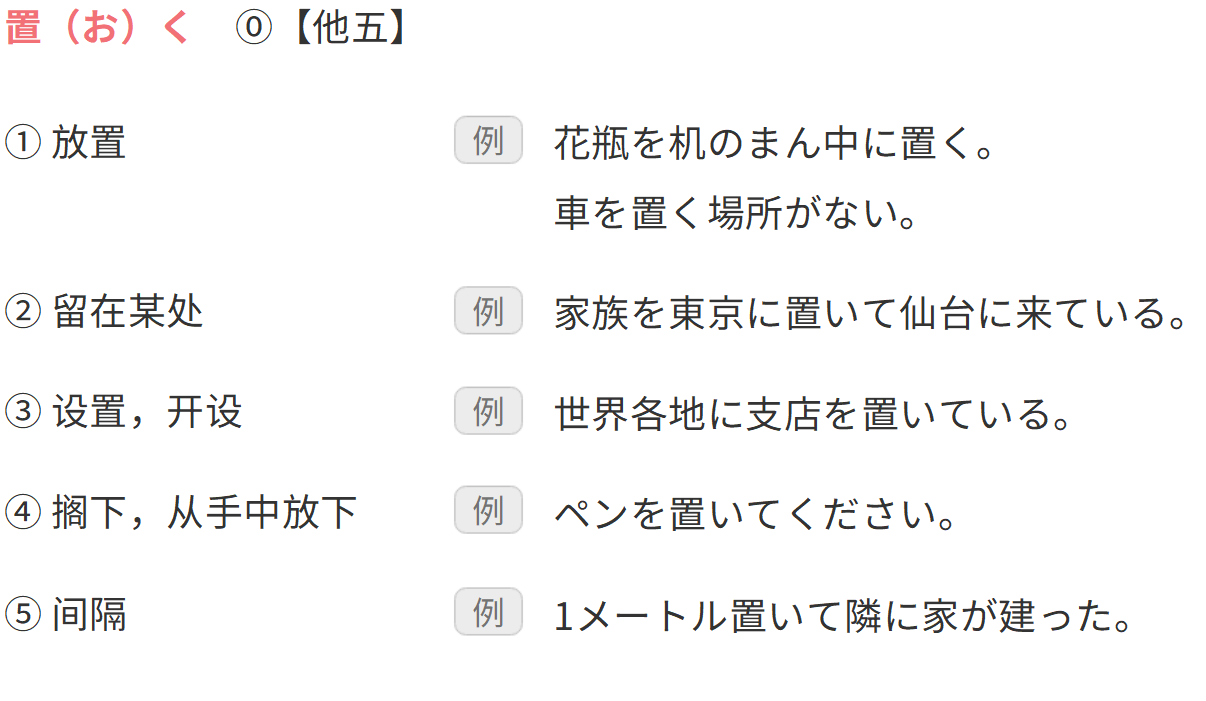 置（お）く ⓪【他五】
① 放置 例 花瓶を机のまん中に置く。
車を置く場所がない。
② 留在某处 例 家族を東京に置いて仙台に来ている。
③ 设置，开设 例 世界各地に支店を置いている。
④ 搁下，从手中放下 例 ペンを置いてください。
⑤ 间隔 例 1メートル置いて隣に家が建った。